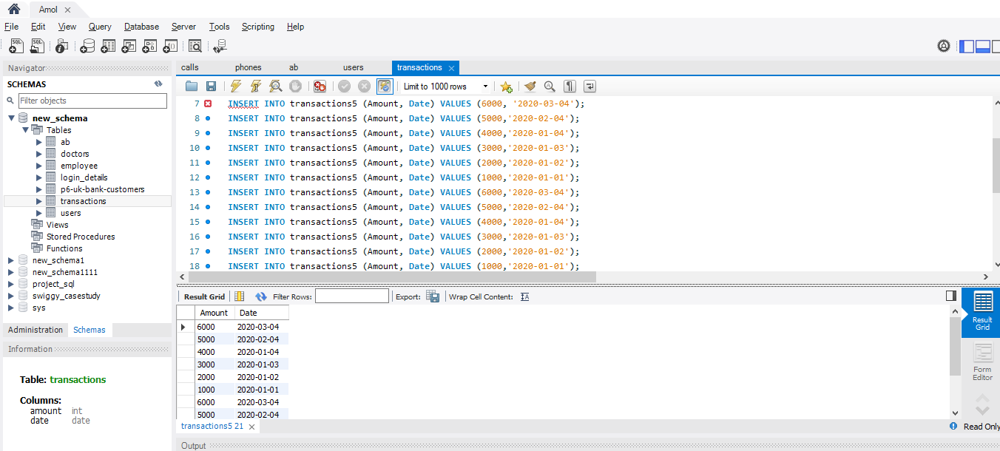 Amol
File Edit View Query Database Server Tools Scripting Help
Navigator
SCHEMAS
Filter objects
new_schema
Tables
ab
doctors
employee
login_details
p6-uk-bank-customers
transactions
users
Views
Stored Procedures
Functions
new_schema1
new_schema1111
project_sql
swiggy_casestudy
sys
Administration Schemas
Information
Table: transactions
Columns:
amount int
date date
calls phones ab users transactions
Limit to 1000 rows
7 INSERT INTO transactions5 (Amount, Date) VALUES (6000, '2020-03-04');
8 INSERT INTO transactions5 (Amount, Date) VALUES (5000,'2020-02-04');
9 INSERT INTO transactions5 (Amount, Date) VALUES (4000,'2020-01-04');
10 INSERT INTO transactions5 (Amount, Date) VALUES (3000,'2020-01-03');
11 INSERT INTO transactions5 (Amount, Date) VALUES (2000,'2020-01-02');
12 INSERT INTO transactions5 (Amount, Date) VALUES (1000,'2020-01-01');
13 INSERT INTO transactions5 (Amount, Date) VALUES (6000,'2020-03-04');
14 INSERT INTO transactions5 (Amount, Date) VALUES (5000,'2020-02-04');
15 INSERT INTO transactions5 (Amount, Date) VALUES (4000,'2020-01-04');
16 INSERT INTO transactions5 (Amount, Date) VALUES (3000,'2020-01-03');
17 INSERT INTO transactions5 (Amount, Date) VALUES (2000,'2020-01-02');
18 INSERT INTO transactions5 (Amount, Date) VALUES (1000,'2020-01-01');
Result Grid Filter Rows: Export: Wrap Cell Content:
Amount Date
6000 2020-03-04
5000 2020-02-04
4000 2020-01-04
3000 2020-01-03
2000 2020-01-02
1000 2020-01-01
6000 2020-03-04
5000 2020-02-04
Result
Grid
Form
Editor
transactions5 21
Read Only
Output